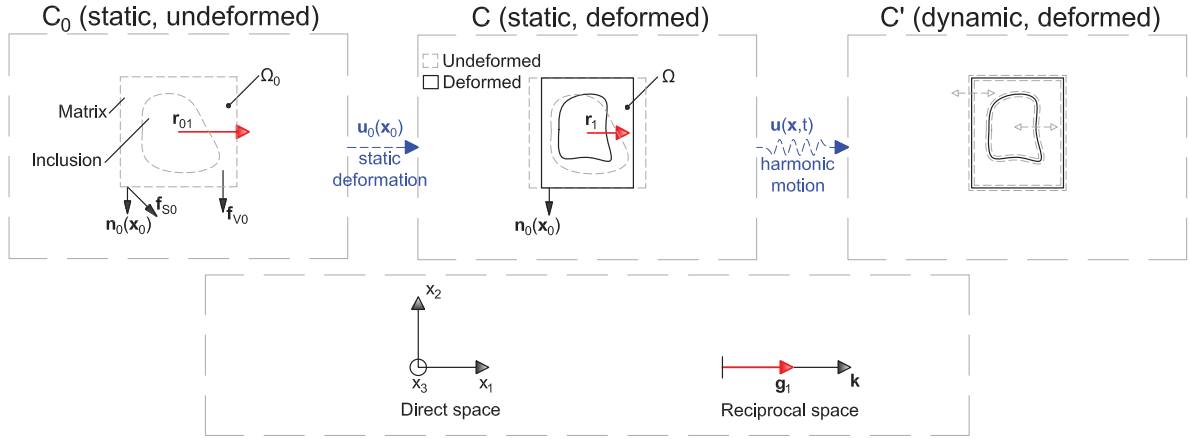 C₀ (static, undeformed)
C (static, deformed)
C' (dynamic, deformed)
Matrix
Inclusion
Ω₀
r₀₁
f_S0
n₀(x₀)
f_V0
u₀(x₀)
static
deformation
Undeformed
Deformed
Ω
r₁
n₀(x₀)
u(x,t)
harmonic
motion
x₂
x₃
x₁
Direct space
g₁
k
Reciprocal space